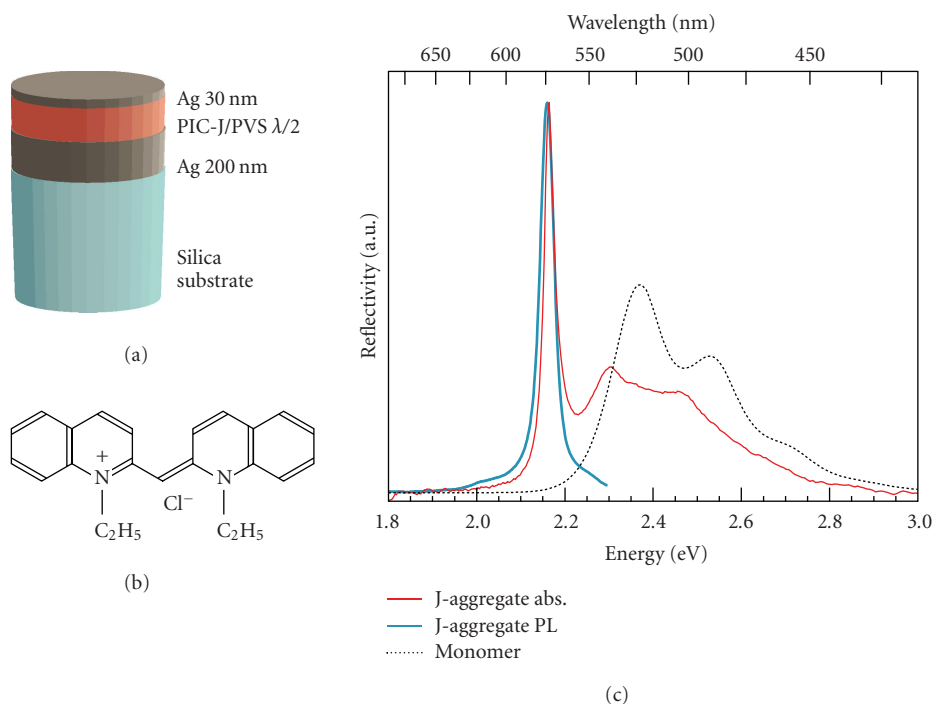 Ag 30 nm
PIC-J/PVS λ/2
Ag 200 nm
Silica
substrate
(a)
+
N
N
Cl⁻
C₂H₅
C₂H₅
(b)
Wavelength (nm)
650 600 550 500 450
Reflectivity (a.u.)
1.8 2.0 2.2 2.4 2.6 2.8 3.0
Energy (eV)
J-aggregate abs.
J-aggregate PL
Monomer
(c)